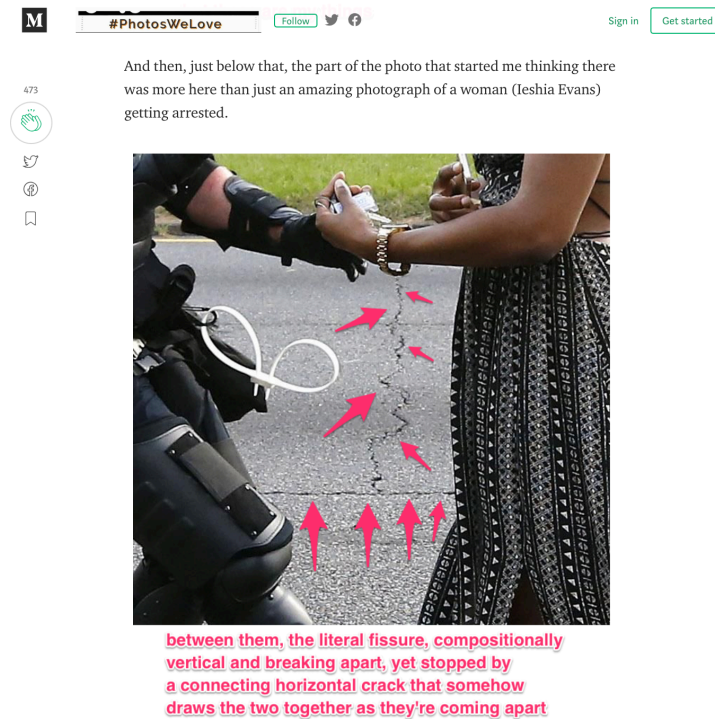 M
#PhotosWeLove
Follow
Sign in
Get started
And then, just below that, the part of the photo that started me thinking there
was more here than just an amazing photograph of a woman (Ieshia Evans)
getting arrested.
473
between them, the literal fissure, compositionally
vertical and breaking apart, yet stopped by
a connecting horizontal crack that somehow
draws the two together as they're coming apart